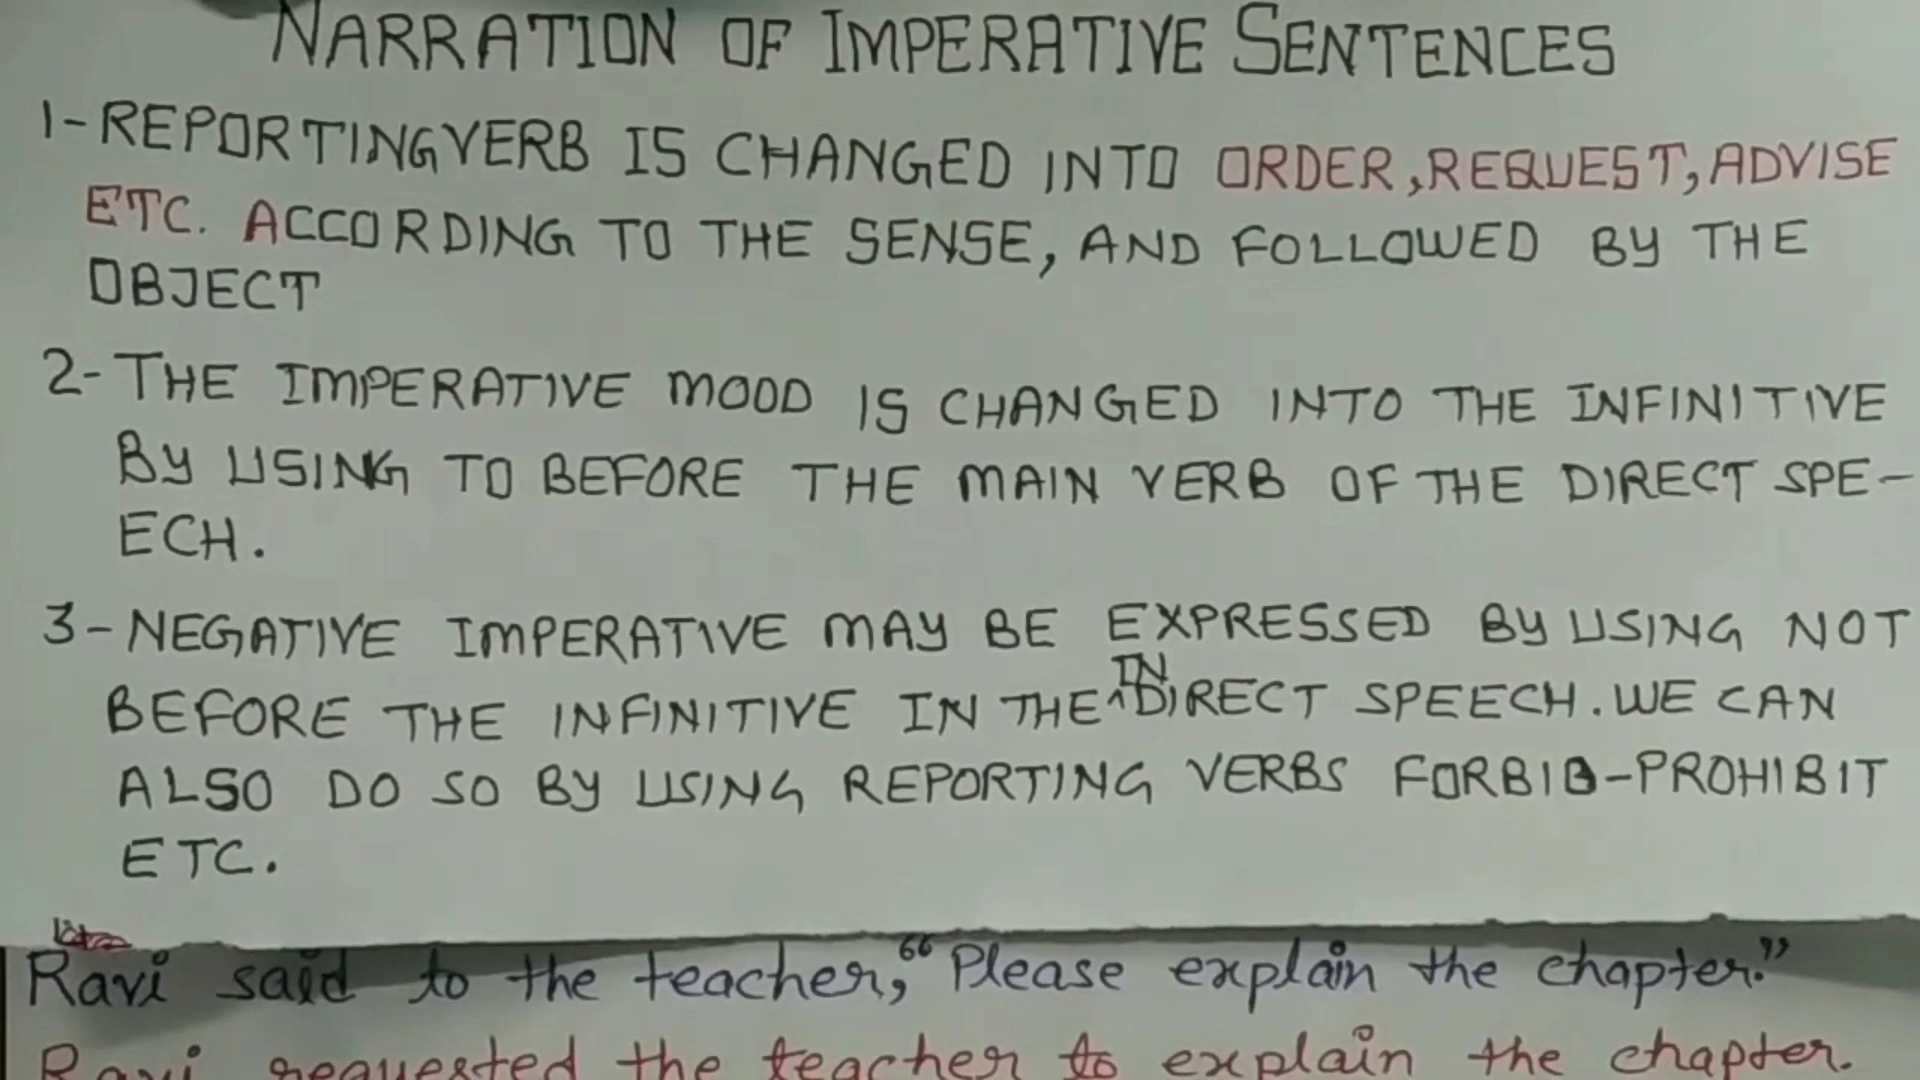 NARRATION OF IMPERATIVE SENTENCES
1-REPORTING VERB IS CHANGED INTO ORDER, REQUEST, ADVISE
ETC. ACCORDING TO THE SENSE, AND FOLLOWED BY THE
OBJECT
2-THE IMPERATIVE MOOD IS CHANGED INTO THE INFINITIVE
BY USING TO BEFORE THE MAIN VERB OF THE DIRECT SPE-
ECH.
3-NEGATIVE IMPERATIVE MAY BE EXPRESSED BY USING NOT
BEFORE THE INFINITIVE IN THE INDIRECT SPEECH. WE CAN
ALSO DO SO BY USING REPORTING VERBS FORBID-PROHIBIT
ETC.
Ravi said to the teacher, "Please explain the chapter."
Ravi requested the teacher to explain the chapter.